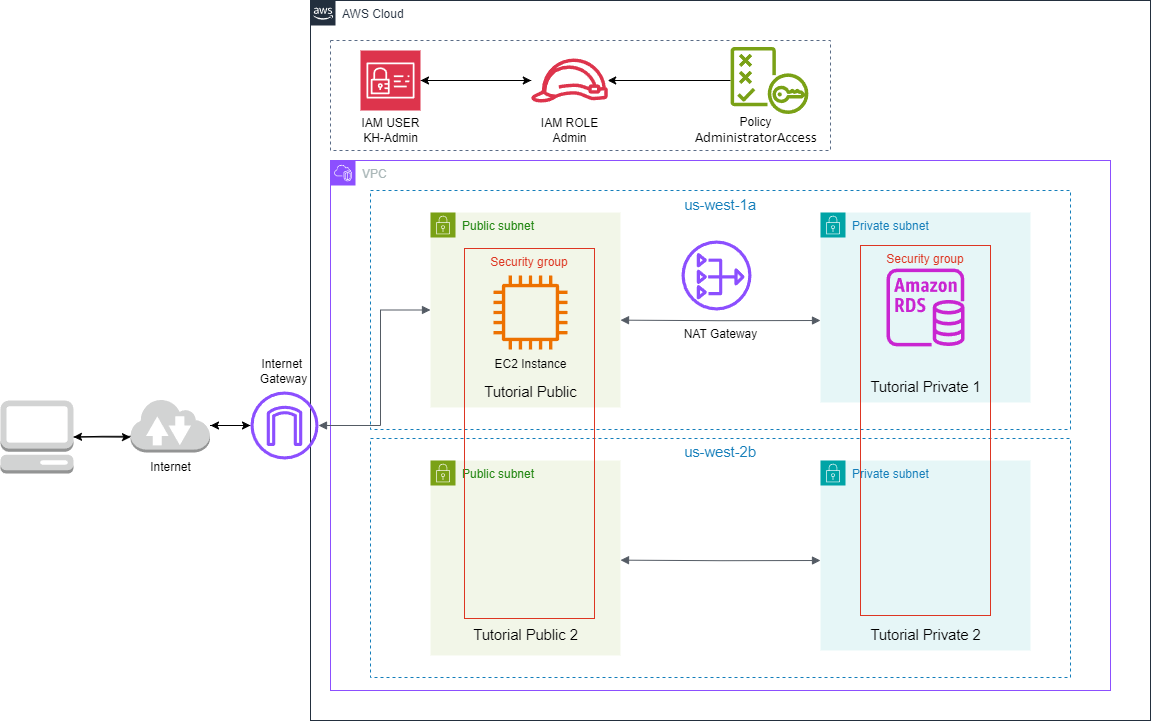 aws
AWS Cloud
IAM USER
KH-Admin
IAM ROLE
Admin
Policy
AdministratorAccess
VPC
us-west-1a
Public subnet
Private subnet
Security group
Security group
Amazon
RDS
NAT Gateway
EC2 Instance
Tutorial Public
Tutorial Private 1
Internet
Gateway
Internet
us-west-2b
Public subnet
Private subnet
Tutorial Public 2
Tutorial Private 2